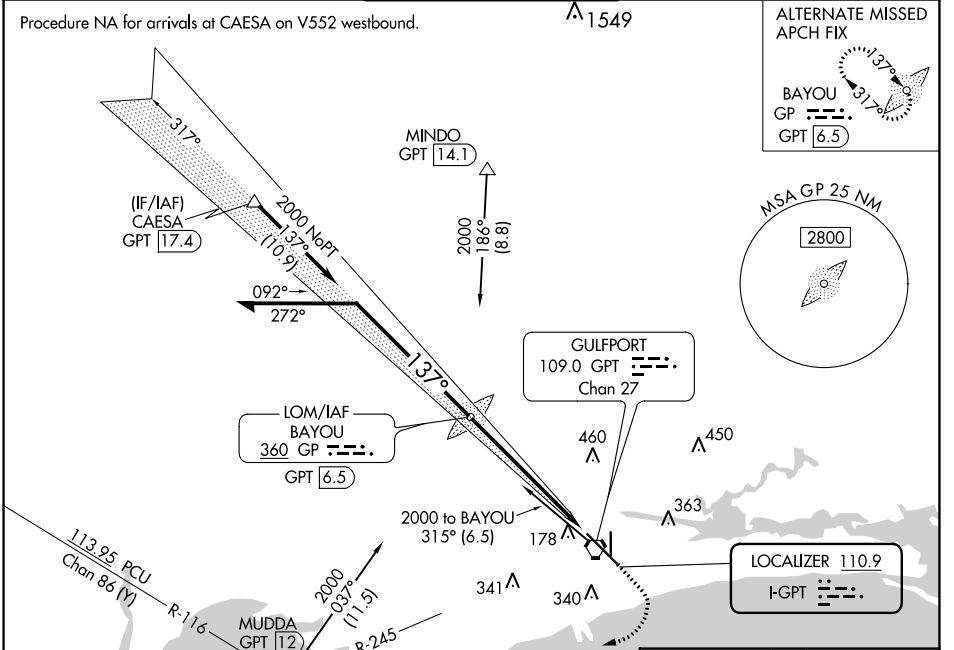 Procedure NA for arrivals at CAESA on V552 westbound.
1549
ALTERNATE MISSED
APCH FIX
137°
317°
BAYOU
GP
GPT 6.5
317°
MINDO
GPT 14.1
(IF/IAF)
CAESA
GPT 17.4
2000 NoPT
137°
(10.9)
2000
186°
(8.8)
MSA GP 25 NM
2800
092°
272°
137°
GULFPORT
109.0 GPT
Chan 27
LOM/IAF
BAYOU
360 GP
GPT 6.5
460
450
363
2000 to BAYOU
315° (6.5)
178
113.95 PCU
Chan 86 (Y)
R-116
2000
037°
(11.5)
341
340
LOCALIZER 110.9
I-GPT
MUDDA
GPT 12
R-245